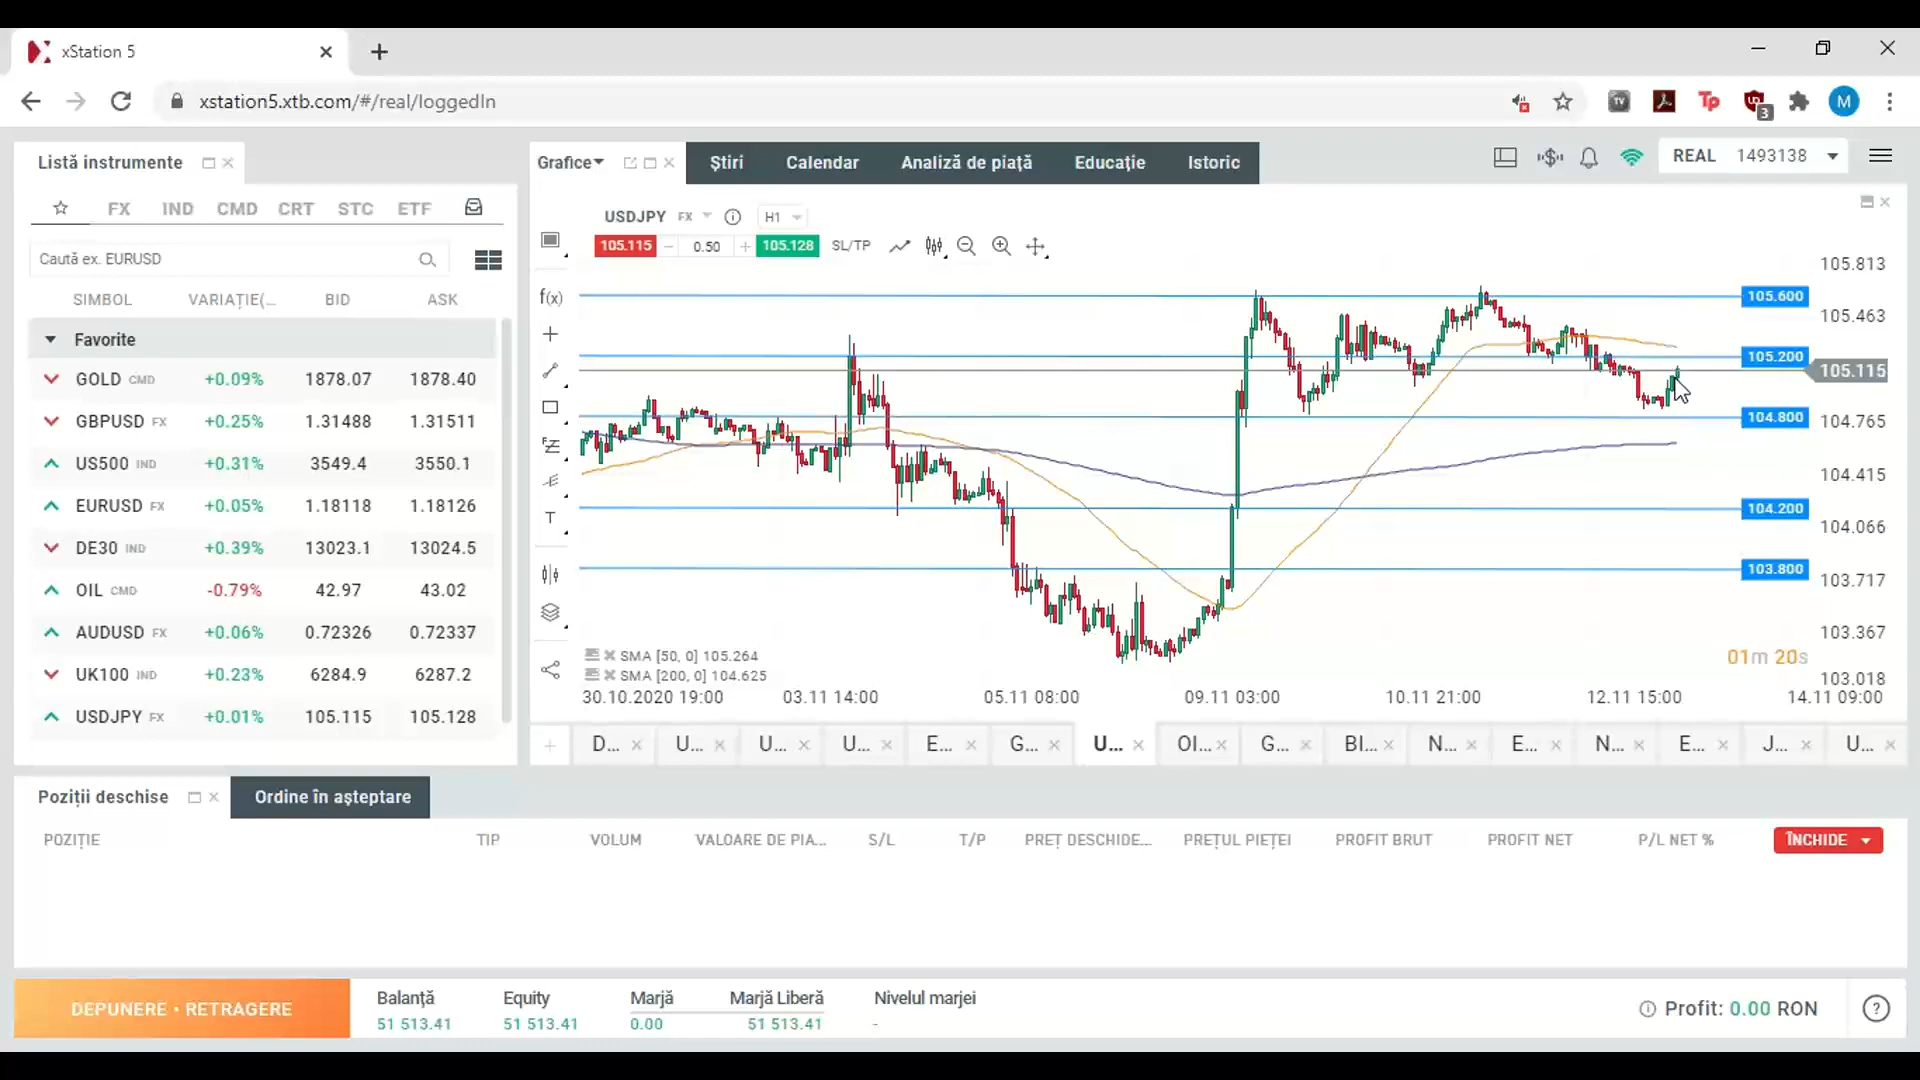 xStation 5
xstation5.xtb.com/#/real/loggedIn
3
M
Listă instrumente
Grafice
Știri
Calendar
Analiză de piață
Educație
Istoric
REAL 1493138
FX IND CMD CRT STC ETF
Caută ex. EURUSD
SIMBOL VARIAȚIE(... BID ASK
Favorite
GOLD CMD +0.09% 1878.07 1878.40
GBPUSD FX +0.25% 1.31488 1.31511
US500 IND +0.31% 3549.4 3550.1
EURUSD FX +0.05% 1.18118 1.18126
DE30 IND +0.39% 13023.1 13024.5
OIL CMD -0.79% 42.97 43.02
AUDUSD FX +0.06% 0.72326 0.72337
UK100 IND +0.23% 6284.9 6287.2
USDJPY FX +0.01% 105.115 105.128
USDJPY FX H1
105.115 − 0.50 + 105.128 SL/TP
f(x)
T
105.600
105.200
104.800
104.200
103.800
105.813
105.463
105.115
104.765
104.415
104.066
103.717
103.367
103.018
01m 20s
SMA [50, 0] 105.264
SMA [200, 0] 104.625
30.10.2020 19:00 03.11 14:00 05.11 08:00 09.11 03:00 10.11 21:00 12.11 15:00 14.11 09:00
D... U... U... U... E... G... U... OI... G... BI... N... E... N... E... J... U...
Poziții deschise
Ordine în așteptare
POZIȚIE TIP VOLUM VALOARE DE PIA... S/L T/P PREȚ DESCHIDE... PREȚUL PIEȚEI PROFIT BRUT PROFIT NET P/L NET % ÎNCHIDE
DEPUNERE • RETRAGERE
Balanță Equity Marjă Marjă Liberă Nivelul marjei
51 513.41 51 513.41 0.00 51 513.41 -
Profit: 0.00 RON
?